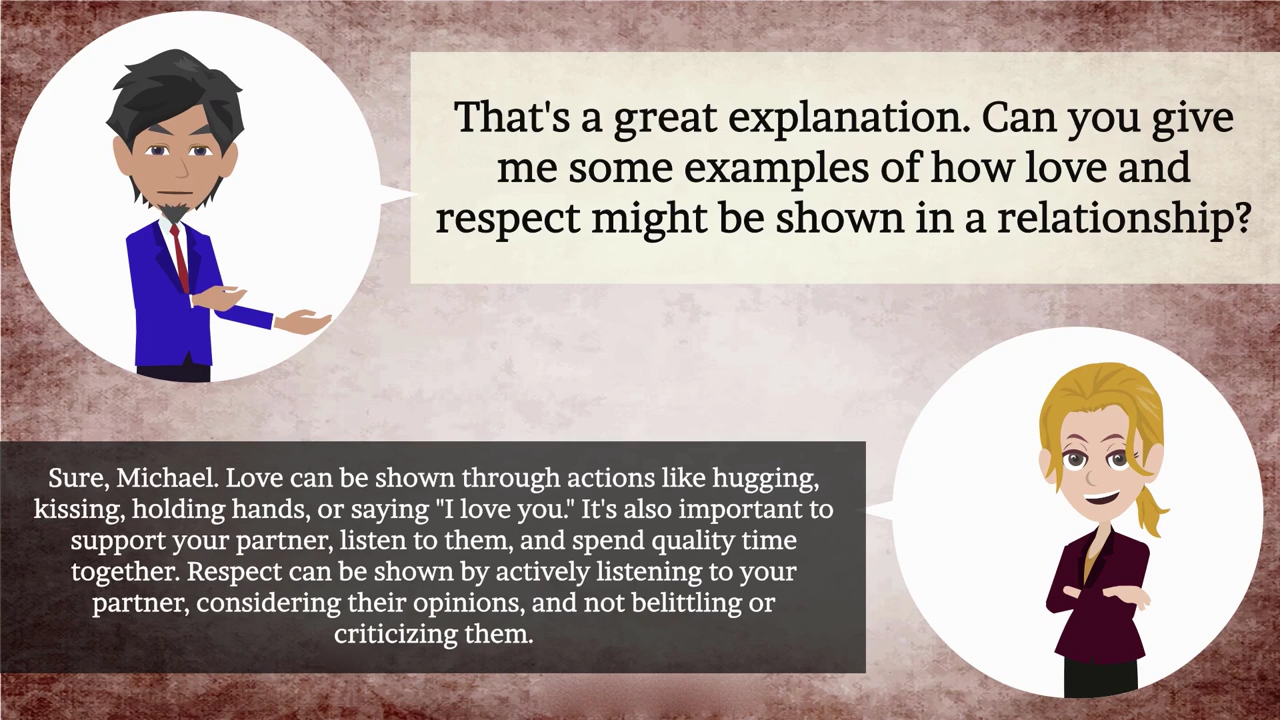 That's a great explanation. Can you give
me some examples of how love and
respect might be shown in a relationship?
Sure, Michael. Love can be shown through actions like hugging,
kissing, holding hands, or saying "I love you." It's also important to
support your partner, listen to them, and spend quality time
together. Respect can be shown by actively listening to your
partner, considering their opinions, and not belittling or
criticizing them.